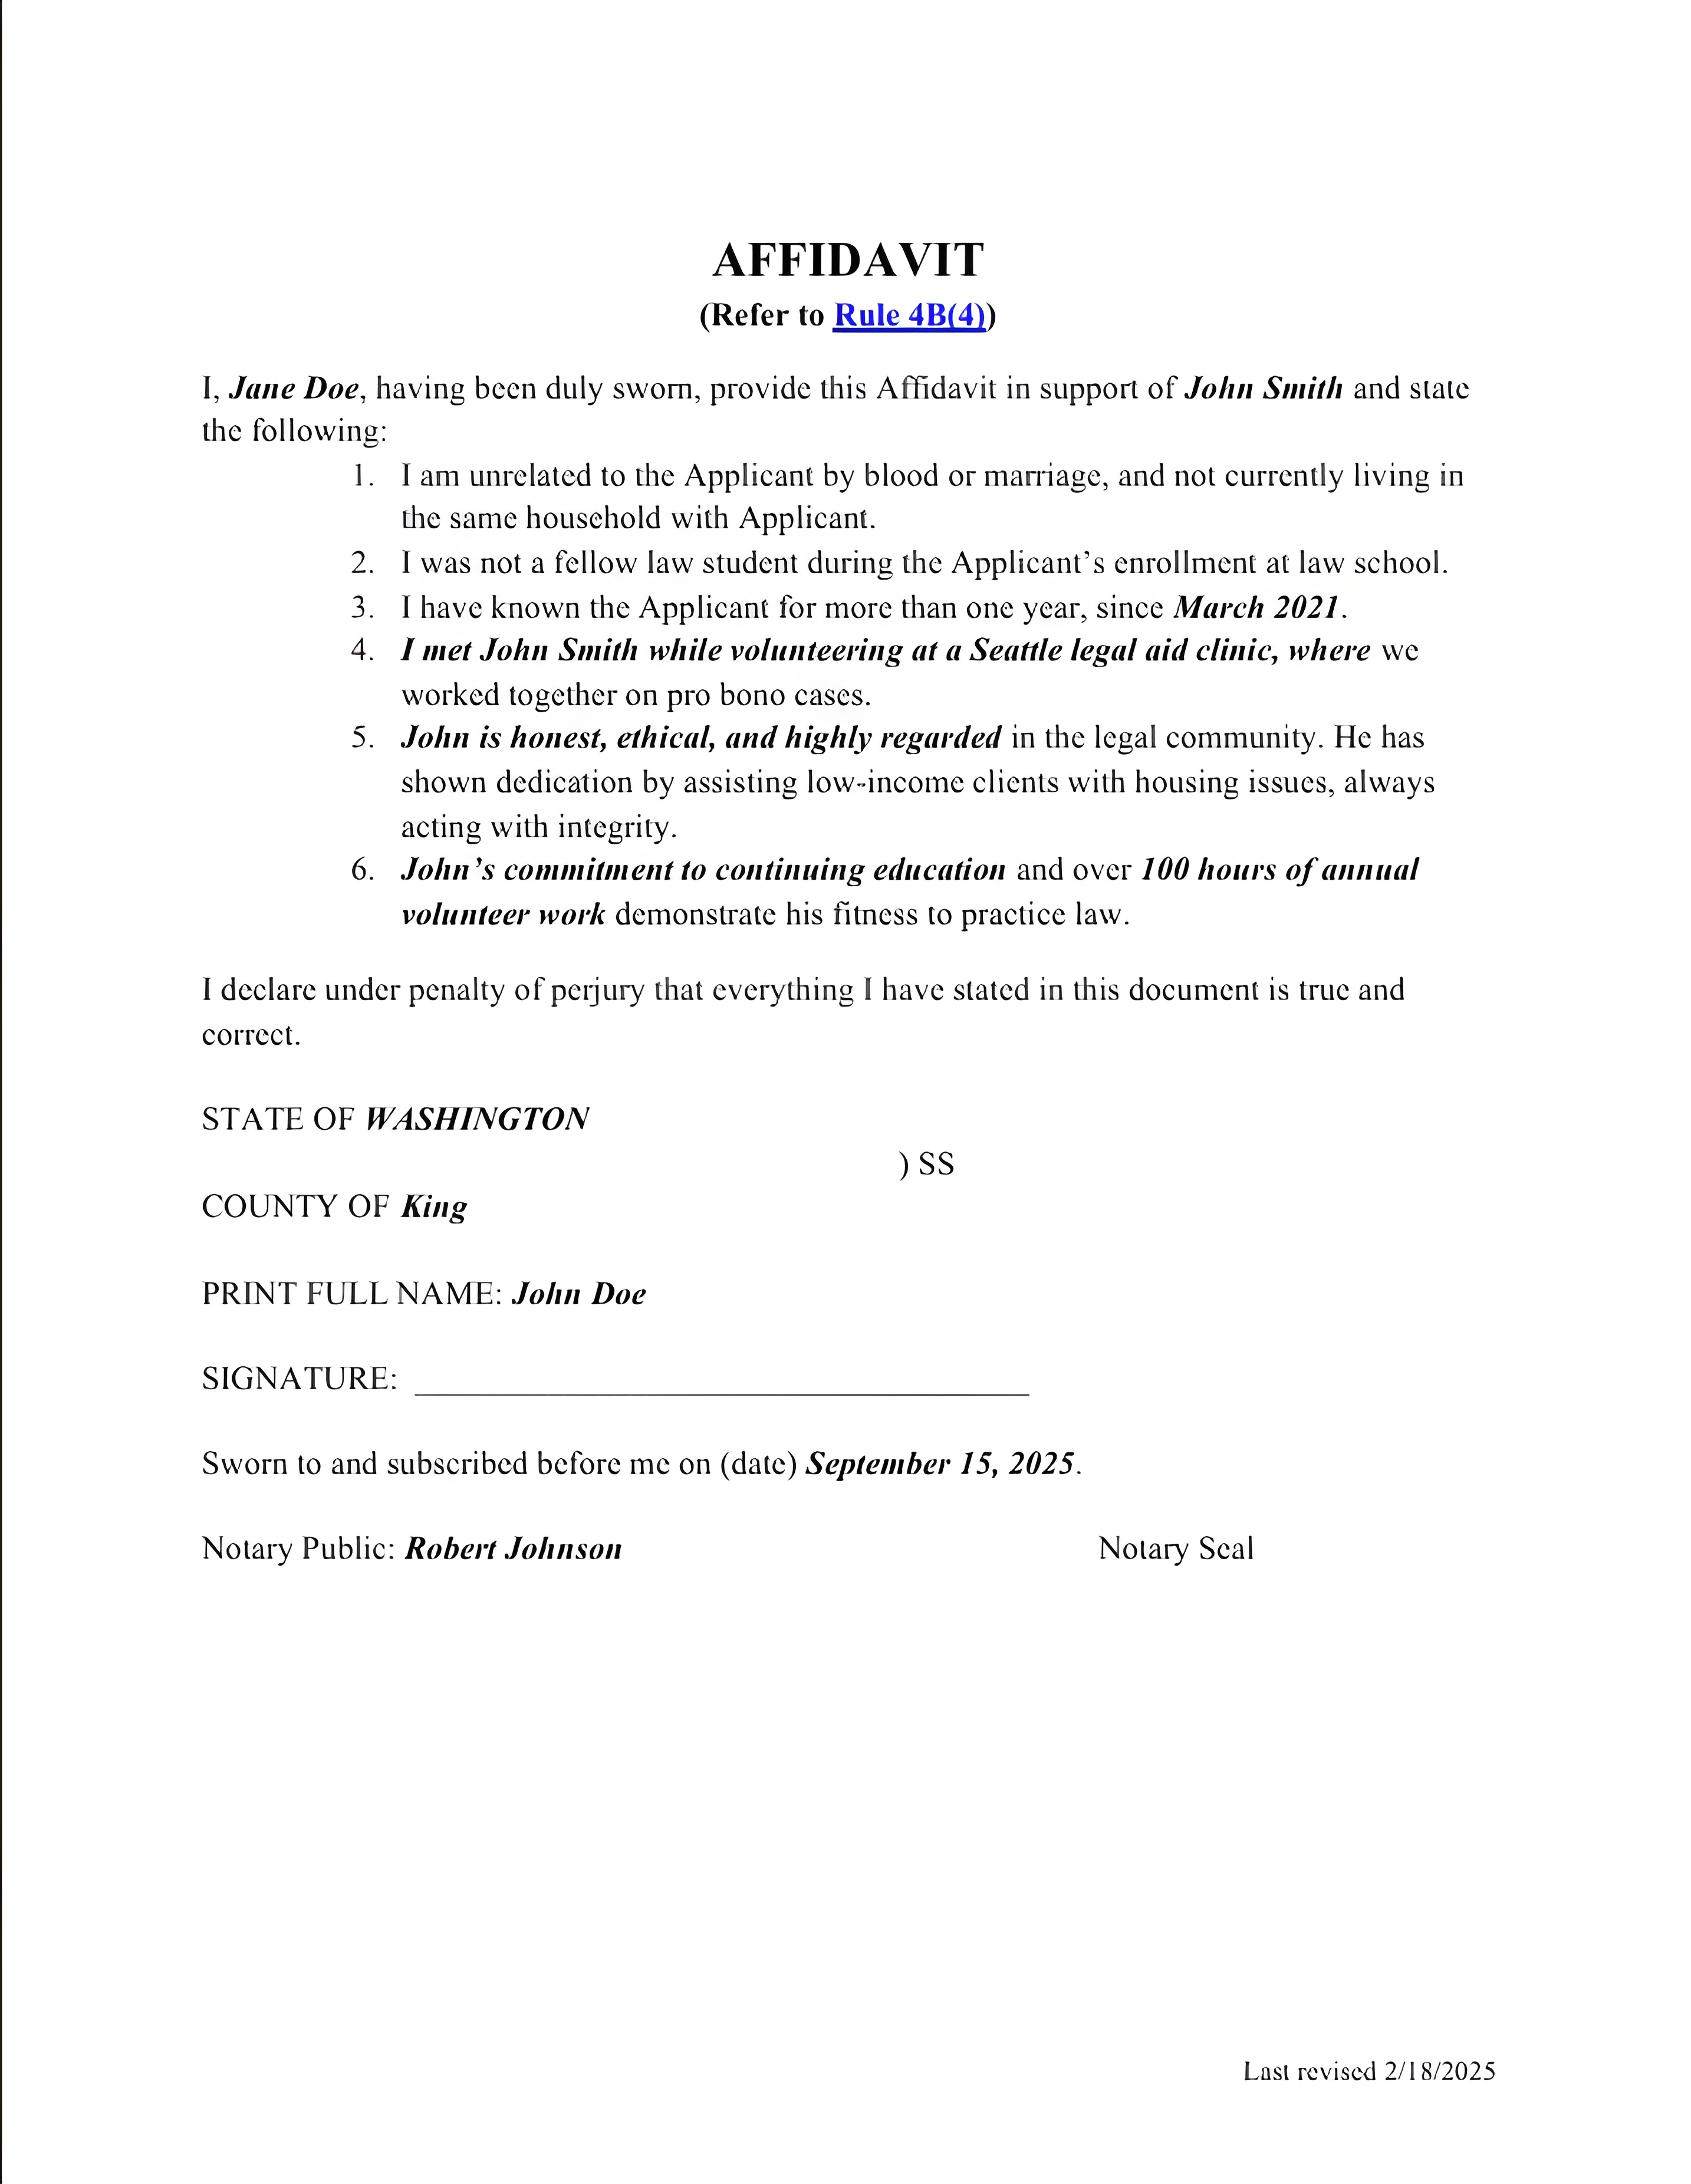 AFFIDAVIT
(Refer to Rule 4B(4))
I, Jane Doe, having been duly sworn, provide this Affidavit in support of John Smith and state
the following:
1. I am unrelated to the Applicant by blood or marriage, and not currently living in
the same household with Applicant.
2. I was not a fellow law student during the Applicant’s enrollment at law school.
3. I have known the Applicant for more than one year, since March 2021.
4. I met John Smith while volunteering at a Seattle legal aid clinic, where we
worked together on pro bono cases.
5. John is honest, ethical, and highly regarded in the legal community. He has
shown dedication by assisting low-income clients with housing issues, always
acting with integrity.
6. John’s commitment to continuing education and over 100 hours of annual
volunteer work demonstrate his fitness to practice law.
I declare under penalty of perjury that everything I have stated in this document is true and
correct.
STATE OF WASHINGTON
) SS
COUNTY OF King
PRINT FULL NAME: John Doe
SIGNATURE:
Sworn to and subscribed before me on (date) September 15, 2025.
Notary Public: Robert Johnson Notary Seal
Last revised 2/18/2025